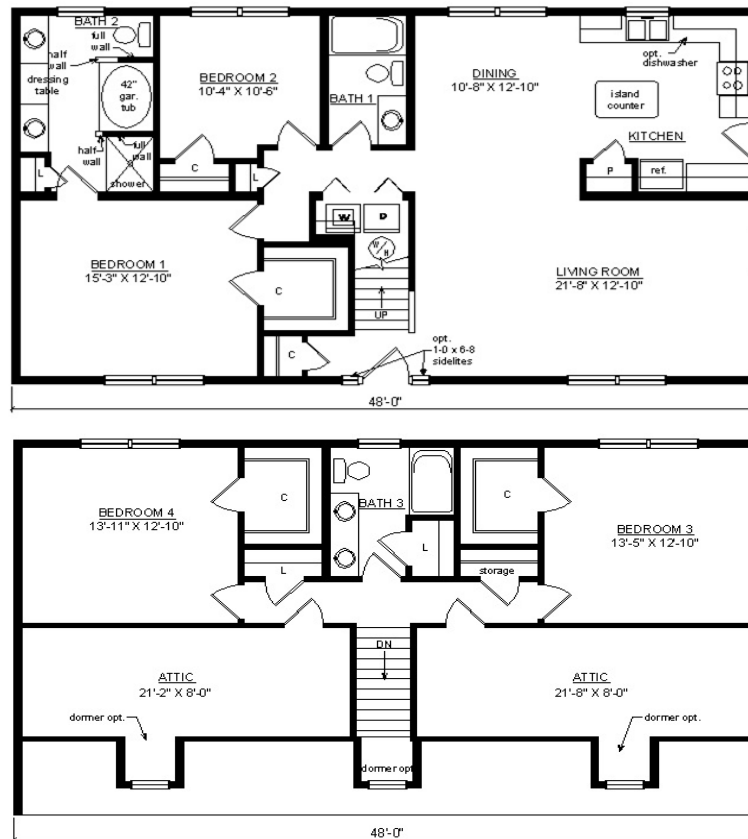 BATH 2
full
wall
half
wall
dressing
table
42"
gar.
tub
half
wall
full
wall
shower
L
BEDROOM 2
10'-4" X 10'-6"
C
L
BATH 1
DINING
10'-8" X 12'-10"
opt.
dishwasher
island
counter
KITCHEN
P
ref.
W
D
W/H
UP
BEDROOM 1
15'-3" X 12'-10"
C
C
LIVING ROOM
21'-8" X 12'-10"
opt.
1-0 x 6-8
sidelites
48'-0"
BEDROOM 4
13'-11" X 12'-10"
C
BATH 3
L
L
C
storage
BEDROOM 3
13'-5" X 12'-10"
DN
ATTIC
21'-2" X 8'-0"
dormer opt.
ATTIC
21'-8" X 8'-0"
dormer opt.
dormer opt
48'-0"